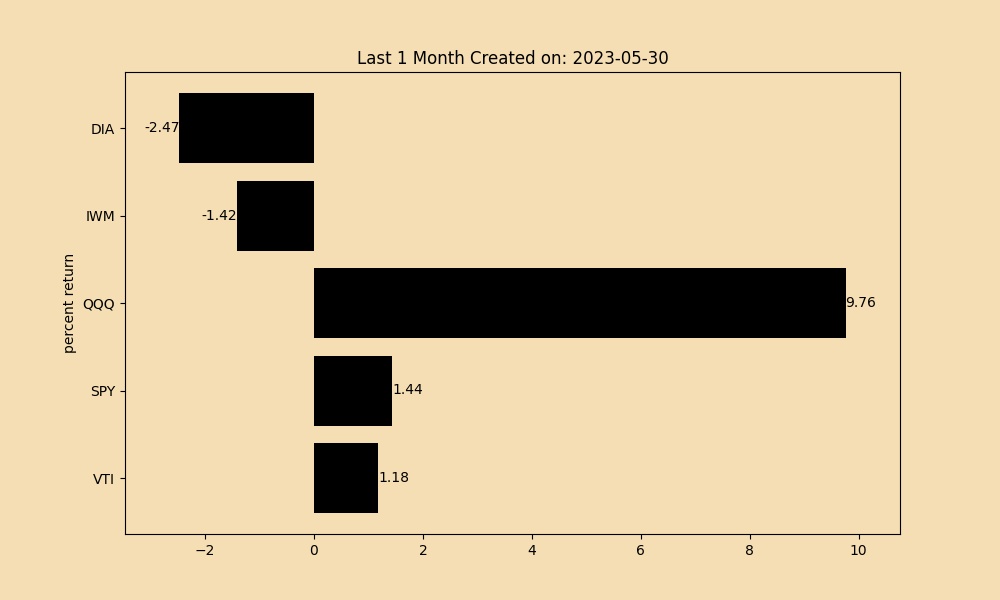 Last 1 Month Created on: 2023-05-30
percent return
DIA
-2.47
IWM
-1.42
QQQ
9.76
SPY
1.44
VTI
1.18
−2 0 2 4 6 8 10